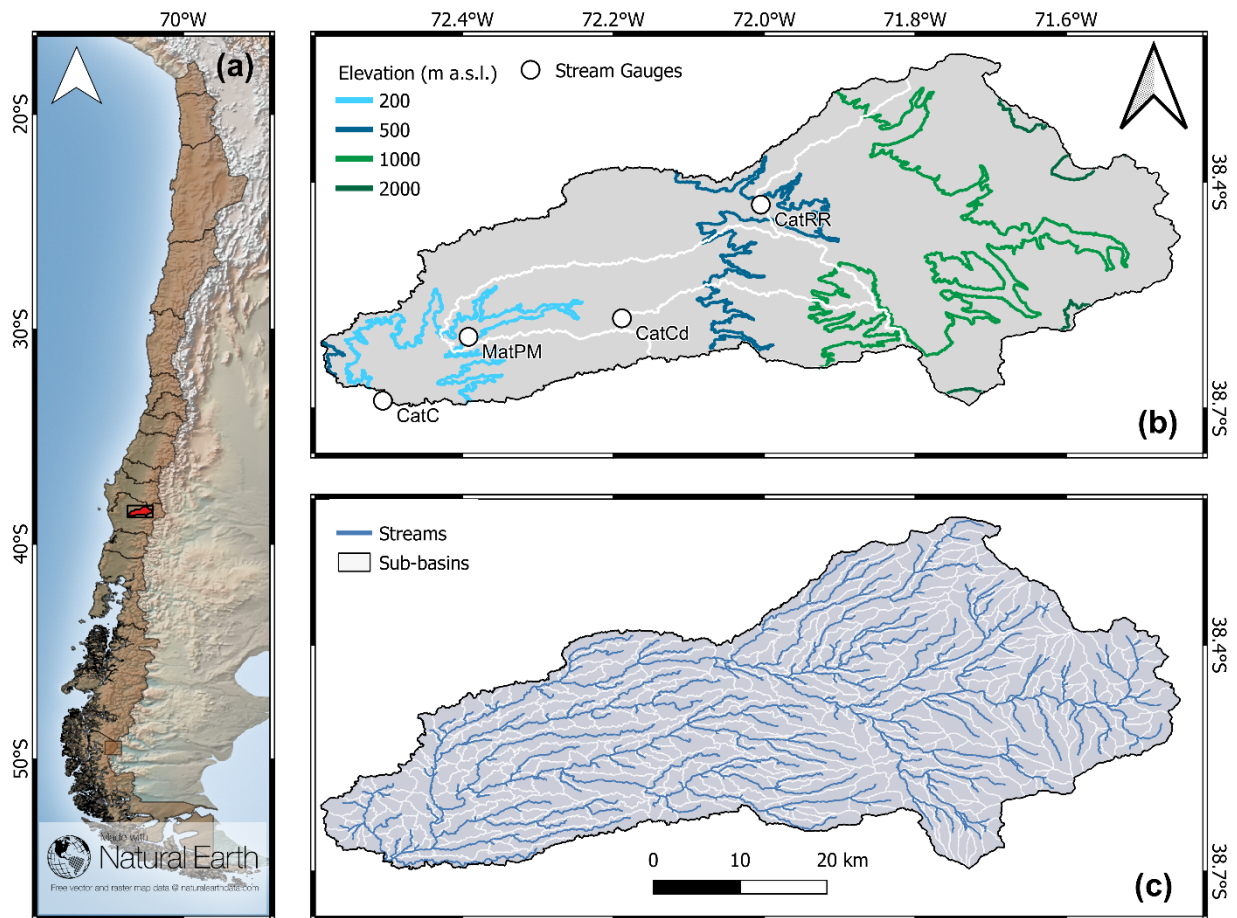 70°W
(a)
20°S
30°S
40°S
50°S
Made with
Natural Earth
Free vector and raster map data @ naturalearthdata.com
72.4°W 72.2°W 72.0°W 71.8°W 71.6°W
Elevation (m a.s.l.) Stream Gauges
200
500
1000
2000
38.4°S
CatRR
CatCd
MatPM
CatC
38.7°S
(b)
Streams
Sub-basins
38.4°S
38.7°S
0 10 20 km
(c)